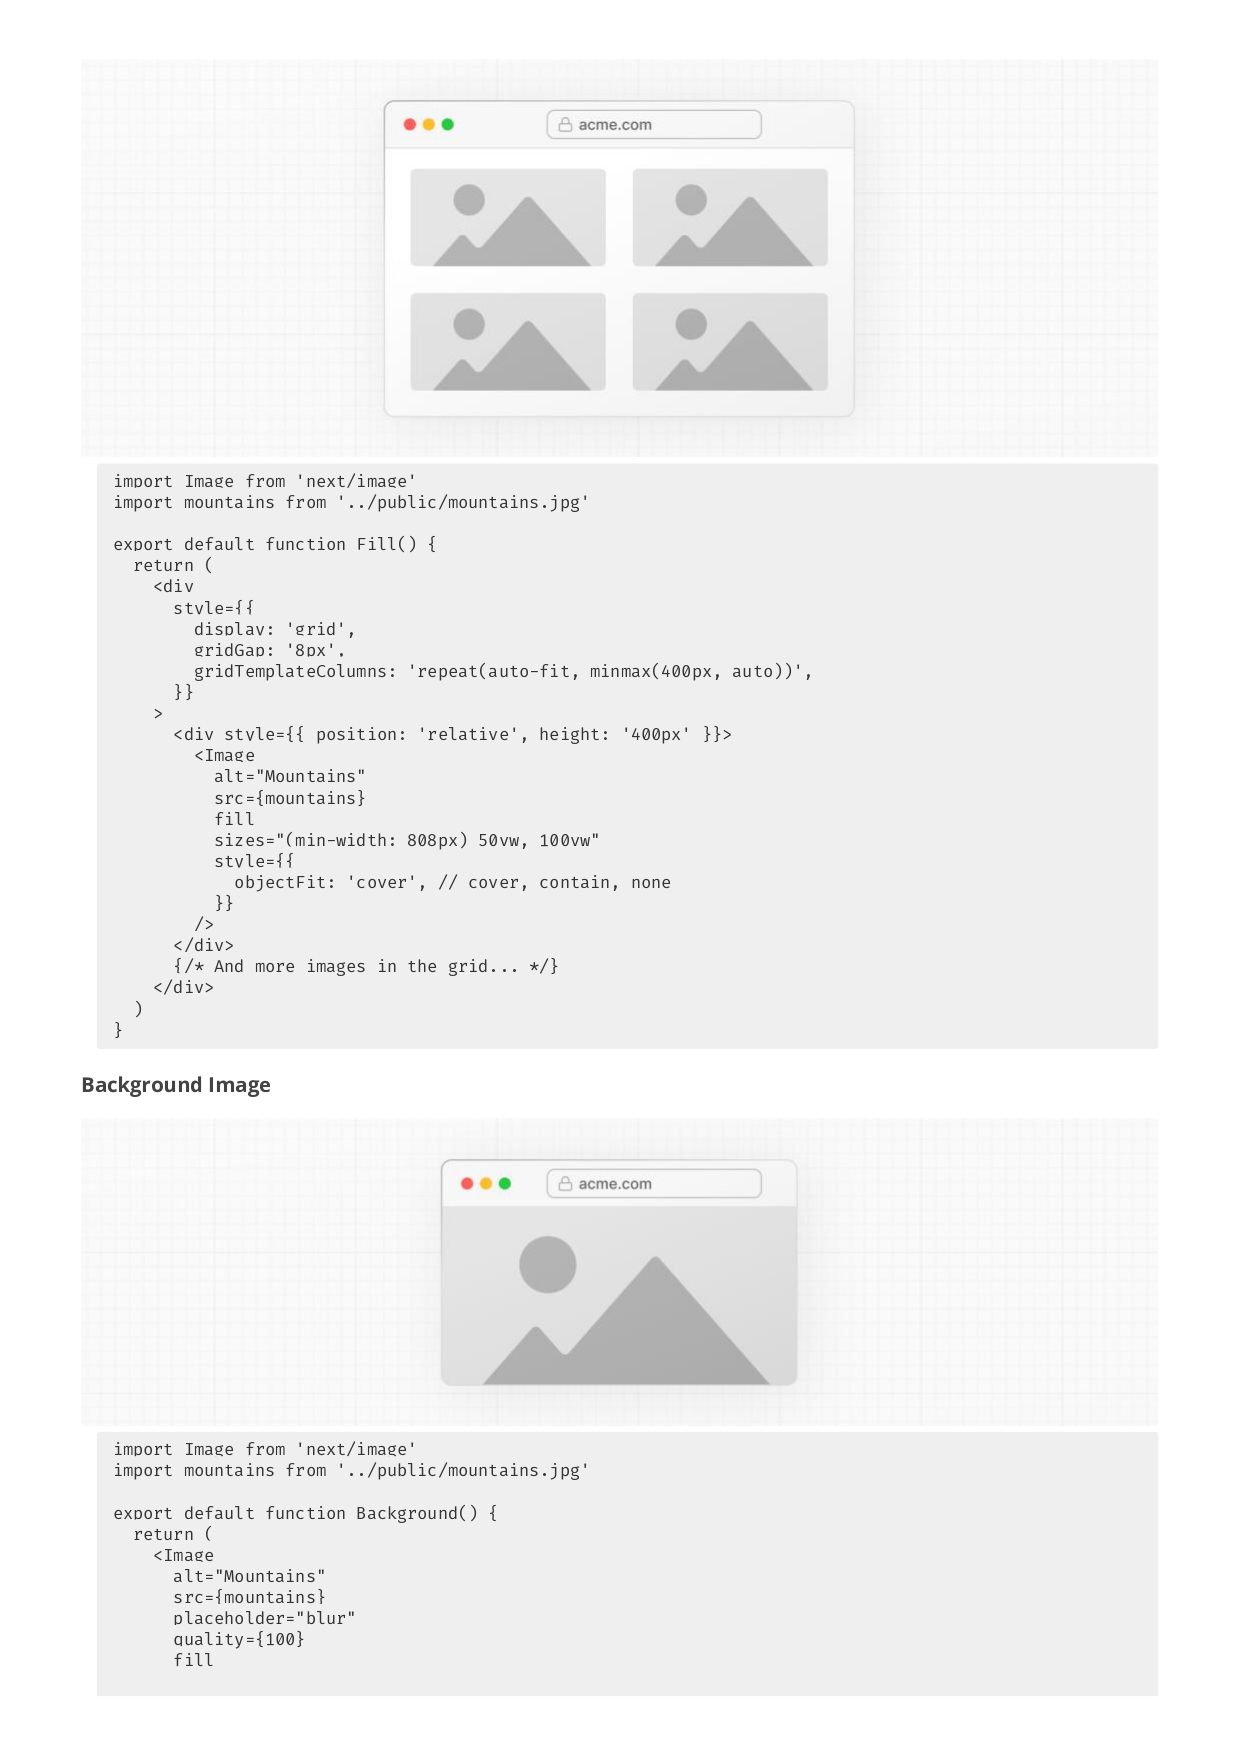 acme.com
import Image from 'next/image'
import mountains from '../public/mountains.jpg'

export default function Fill() {
  return (
    <div
      style={{
        display: 'grid',
        gridGap: '8px',
        gridTemplateColumns: 'repeat(auto-fit, minmax(400px, auto))',
      }}
    >
      <div style={{ position: 'relative', height: '400px' }}>
        <Image
          alt="Mountains"
          src={mountains}
          fill
          sizes="(min-width: 808px) 50vw, 100vw"
          style={{
            objectFit: 'cover', // cover, contain, none
          }}
        />
      </div>
      {/* And more images in the grid... */}
    </div>
  )
}
Background Image
acme.com
import Image from 'next/image'
import mountains from '../public/mountains.jpg'

export default function Background() {
  return (
    <Image
      alt="Mountains"
      src={mountains}
      placeholder="blur"
      quality={100}
      fill